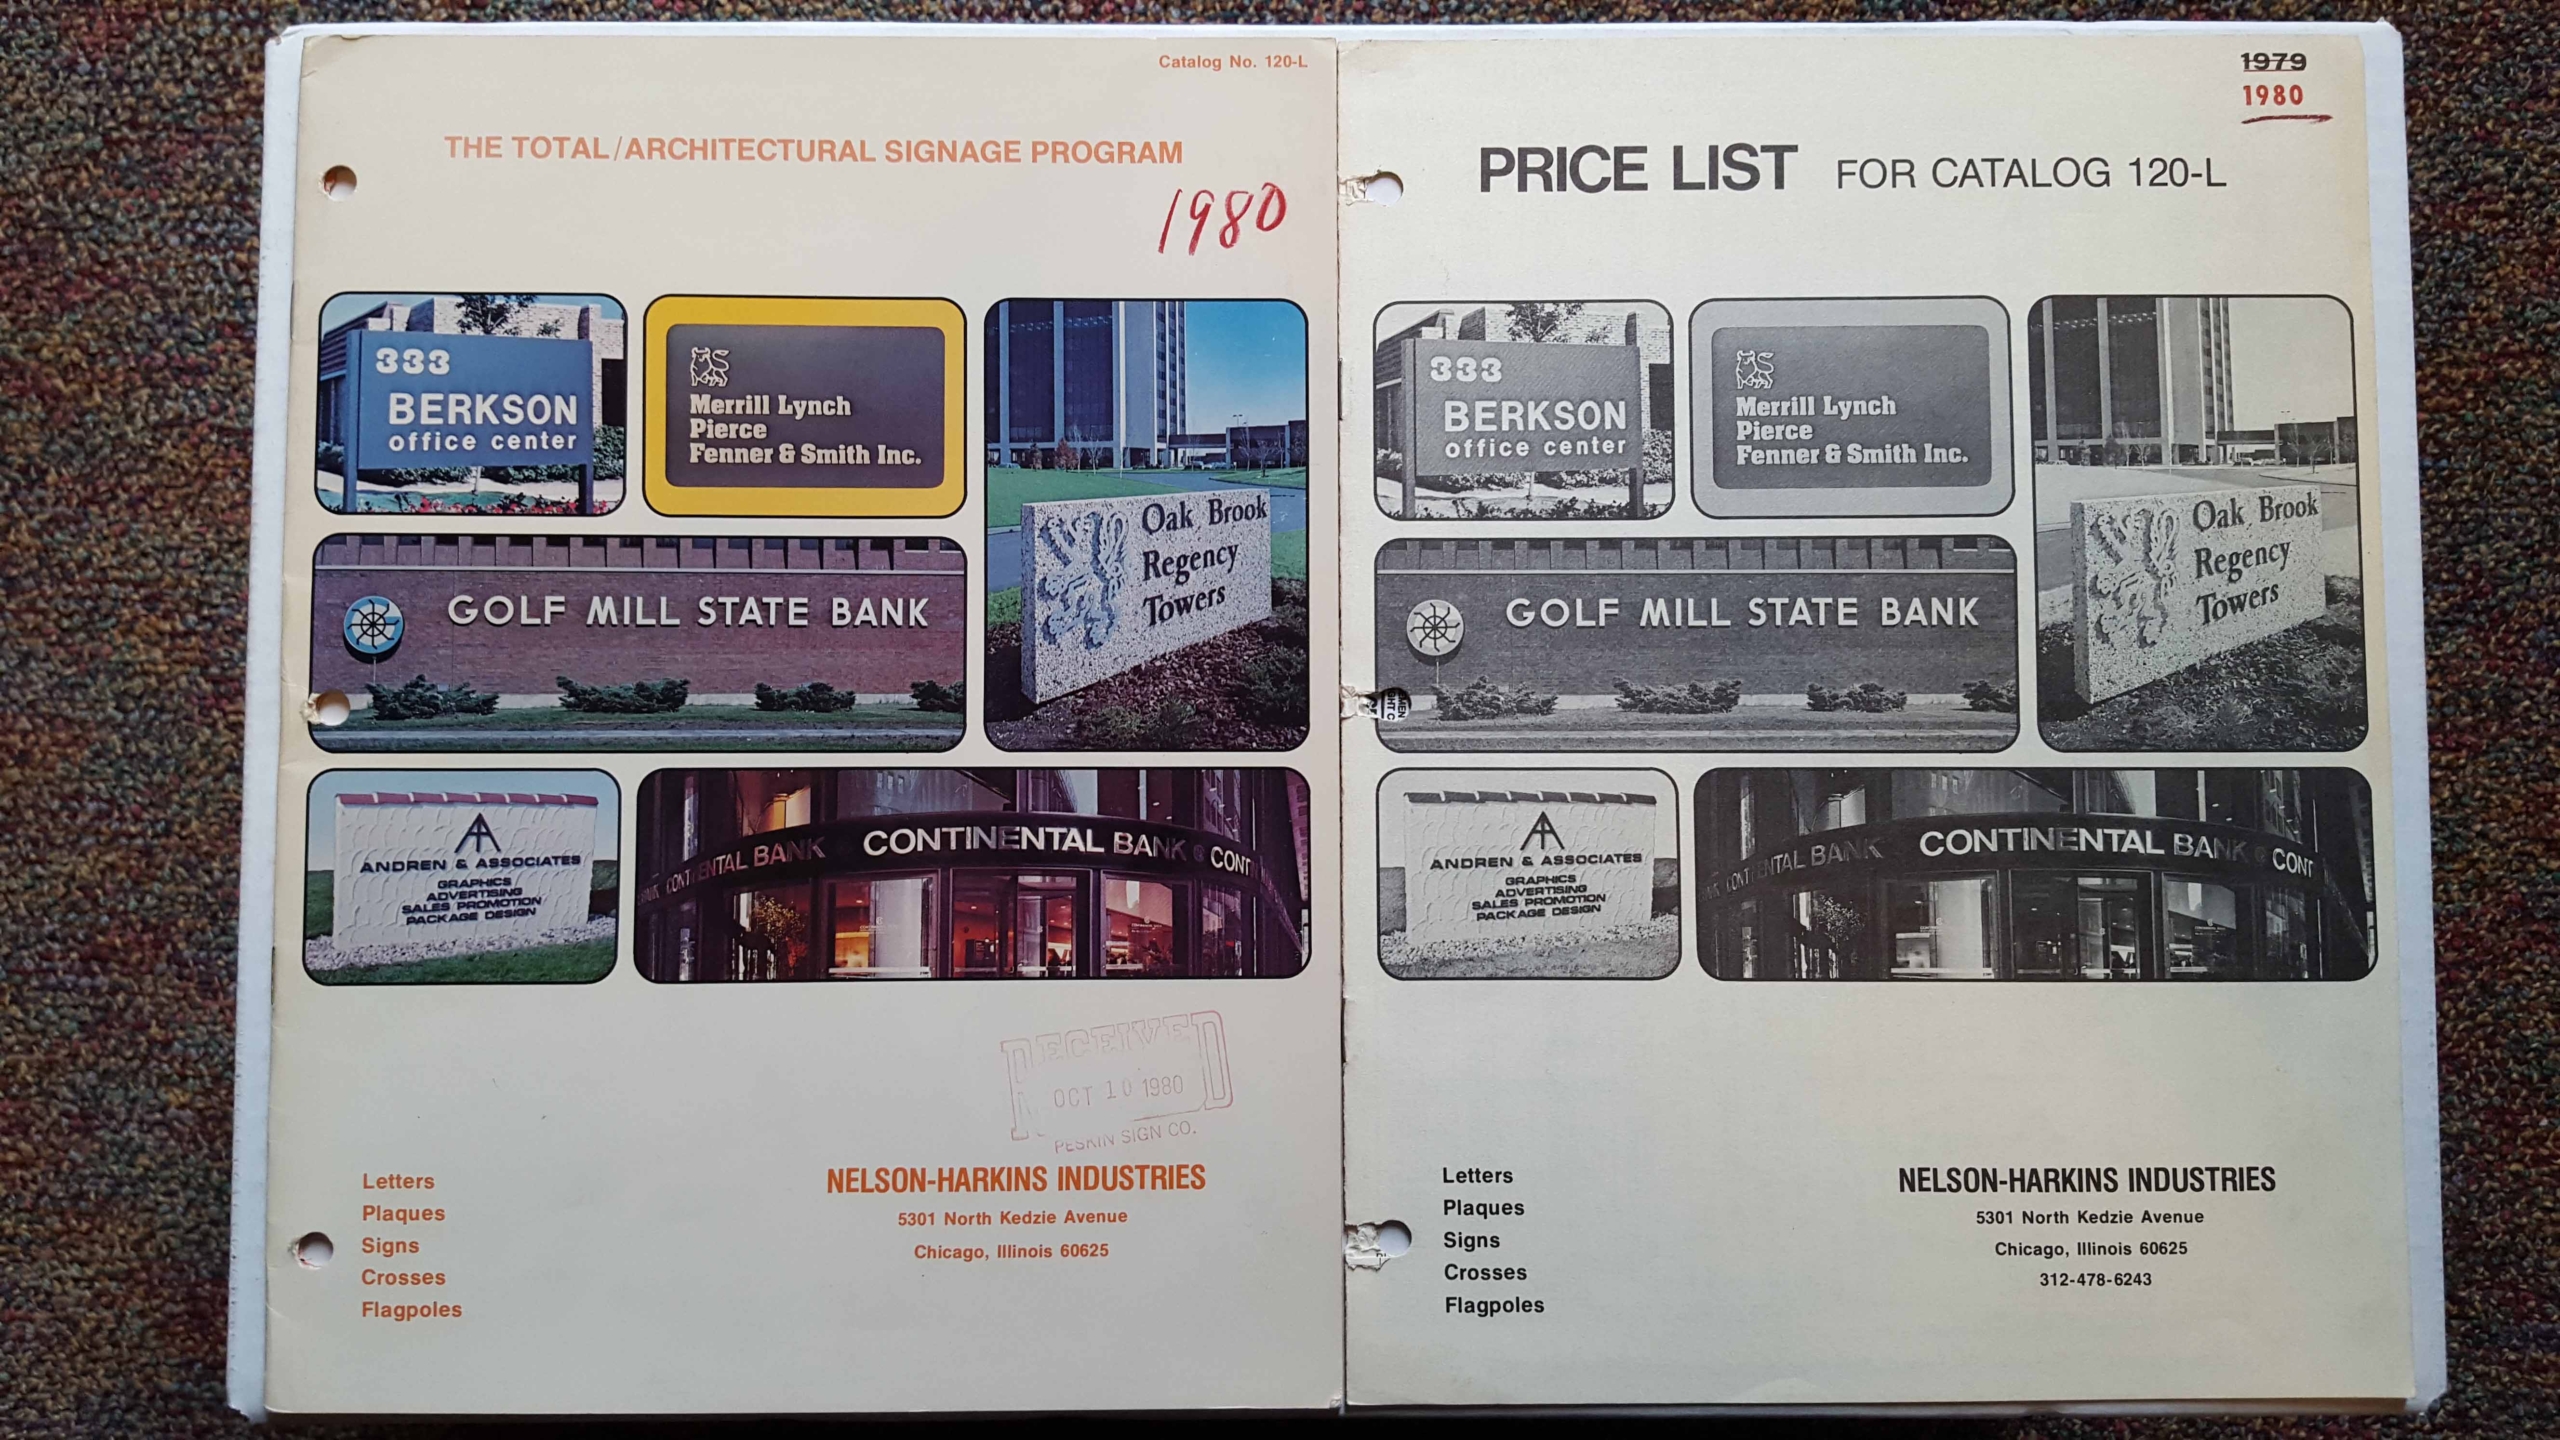 Catalog No. 120-L
THE TOTAL/ARCHITECTURAL SIGNAGE PROGRAM
1980
333
BERKSON
office center
Merrill Lynch
Pierce
Fenner & Smith Inc.
Oak Brook
Regency
Towers
GOLF MILL STATE BANK
ANDREN & ASSOCIATES
GRAPHICS
ADVERTISING
SALES PROMOTION
PACKAGE DESIGN
CONTINENTAL BANK CONT
RECEIVED
OCT 10 1980
PESKIN SIGN CO.
Letters
Plaques
Signs
Crosses
Flagpoles
NELSON-HARKINS INDUSTRIES
5301 North Kedzie Avenue
Chicago, Illinois 60625
1979
1980
PRICE LIST FOR CATALOG 120-L
333
BERKSON
office center
Merrill Lynch
Pierce
Fenner & Smith Inc.
Oak Brook
Regency
Towers
GOLF MILL STATE BANK
ANDREN & ASSOCIATES
GRAPHICS
ADVERTISING
SALES PROMOTION
PACKAGE DESIGN
CONTINENTAL BANK CONT
Letters
Plaques
Signs
Crosses
Flagpoles
NELSON-HARKINS INDUSTRIES
5301 North Kedzie Avenue
Chicago, Illinois 60625
312-478-6243